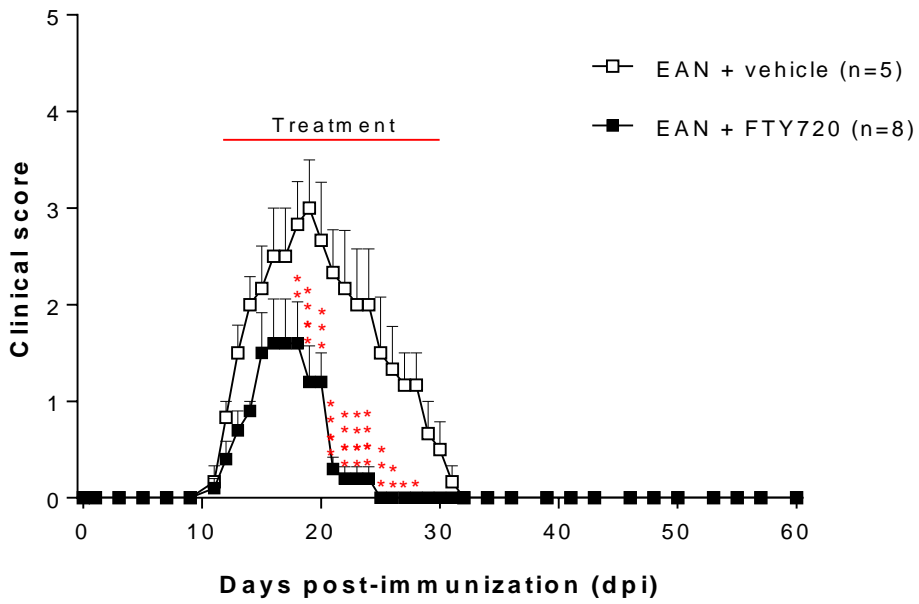 5
EAN + vehicle (n=5)
4
Treatment
EAN + FTY720 (n=8)
3
Clinical score
2
1
0
0 10 20 30 40 50 60
Days post-immunization (dpi)